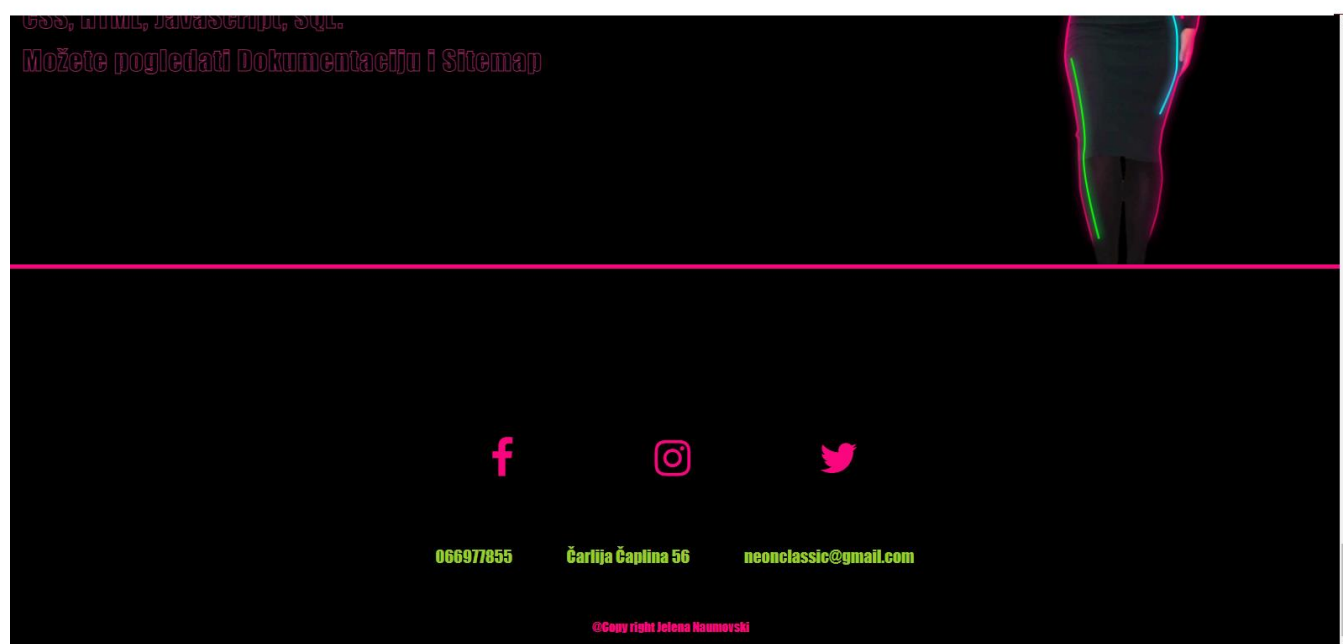 CSS, HTML, JavaScript, SQL.
Možete pogledati Dokumentaciju i Sitemap
066977855 Čarlija Čaplina 56 neonclassic@gmail.com
@Copy right Jelena Naumovski